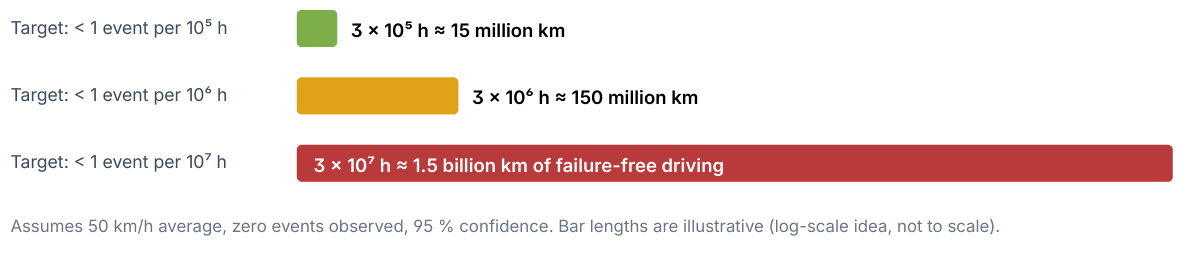 Target: < 1 event per 10⁵ h
3 × 10⁵ h ≈ 15 million km
Target: < 1 event per 10⁶ h
3 × 10⁶ h ≈ 150 million km
Target: < 1 event per 10⁷ h
3 × 10⁷ h ≈ 1.5 billion km of failure-free driving
Assumes 50 km/h average, zero events observed, 95 % confidence. Bar lengths are illustrative (log-scale idea, not to scale).